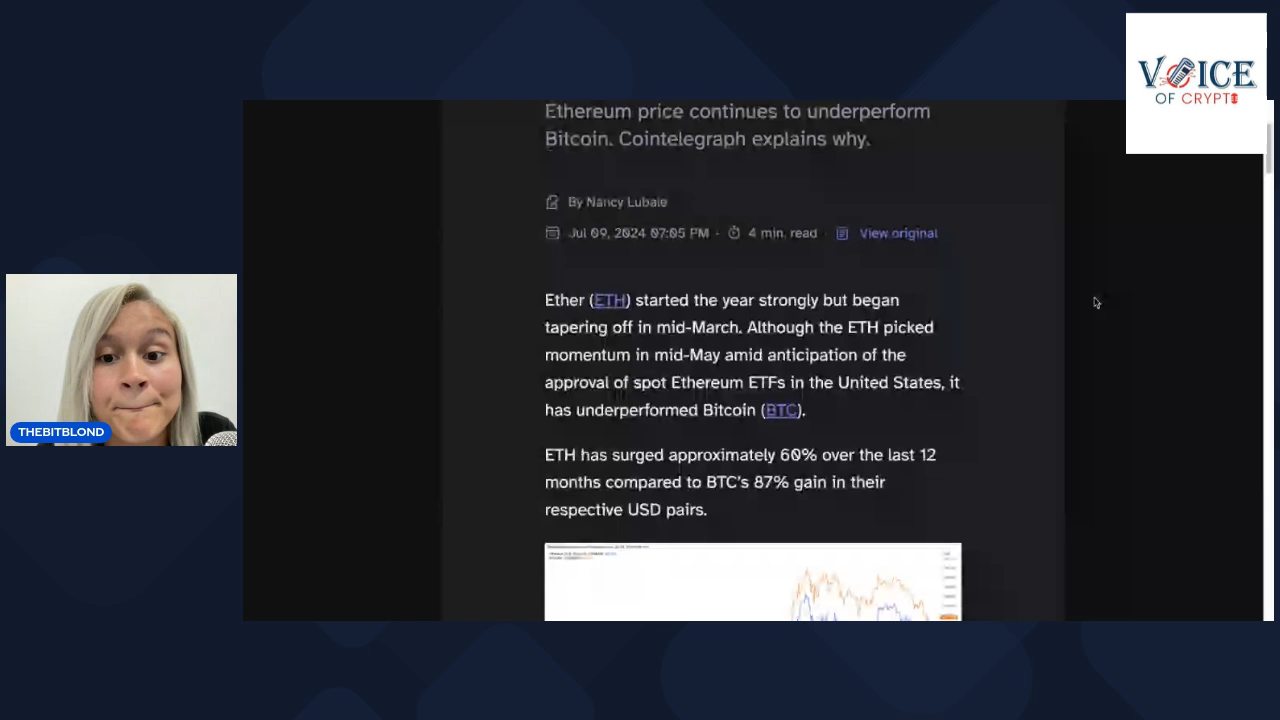 VOICE
OF CRYPTO
Ethereum price continues to underperform
Bitcoin. Cointelegraph explains why.
By Nancy Lubale
Jul 09, 2024 07:05 PM · 4 min. read · View original
Ether (ETH) started the year strongly but began
tapering off in mid-March. Although the ETH picked
momentum in mid-May amid anticipation of the
approval of spot Ethereum ETFs in the United States, it
has underperformed Bitcoin (BTC).
THEBITBLOND
ETH has surged approximately 60% over the last 12
months compared to BTC’s 87% gain in their
respective USD pairs.